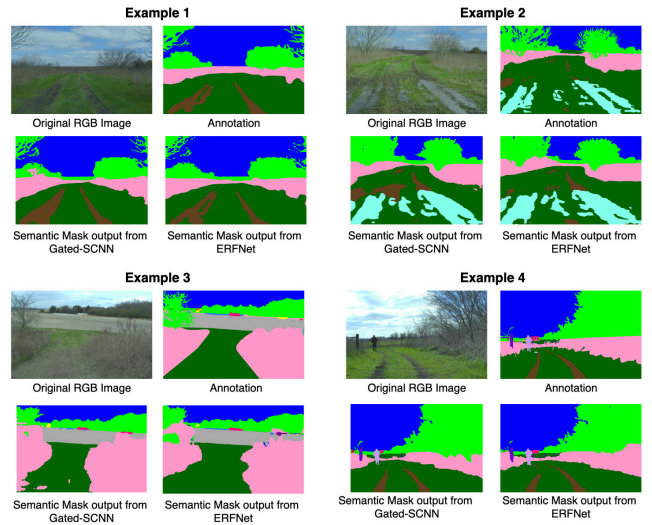 Example 1
Example 2
Original RGB Image
Annotation
Original RGB Image
Annotation
Semantic Mask output from
Gated-SCNN
Semantic Mask output from
ERFNet
Semantic Mask output from
Gated-SCNN
Semantic Mask output from
ERFNet
Example 3
Example 4
Original RGB Image
Annotation
Original RGB Image
Annotation
Semantic Mask output from
Gated-SCNN
Semantic Mask output from
ERFNet
Semantic Mask output from
Gated-SCNN
Semantic Mask output from
ERFNet